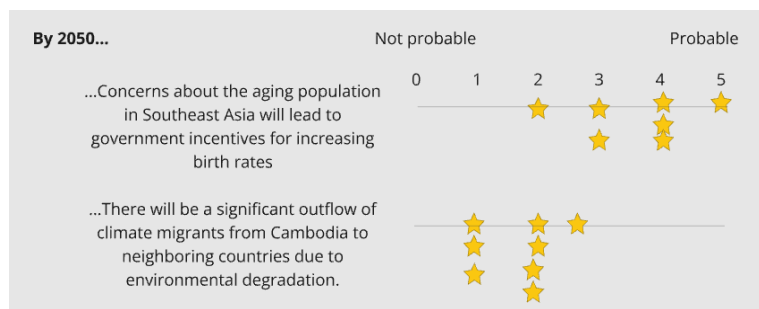 By 2050...
Not probable
Probable
0 1 2 3 4 5
...Concerns about the aging population
in Southeast Asia will lead to
government incentives for increasing
birth rates
...There will be a significant outflow of
climate migrants from Cambodia to
neighboring countries due to
environmental degradation.